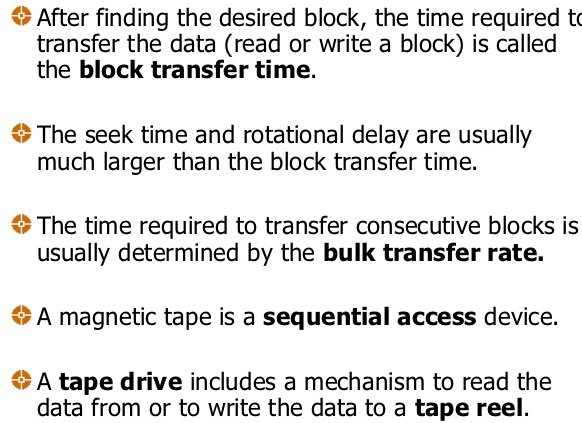 After finding the desired block, the time required to
transfer the data (read or write a block) is called
the block transfer time.
The seek time and rotational delay are usually
much larger than the block transfer time.
The time required to transfer consecutive blocks is
usually determined by the bulk transfer rate.
A magnetic tape is a sequential access device.
A tape drive includes a mechanism to read the
data from or to write the data to a tape reel.